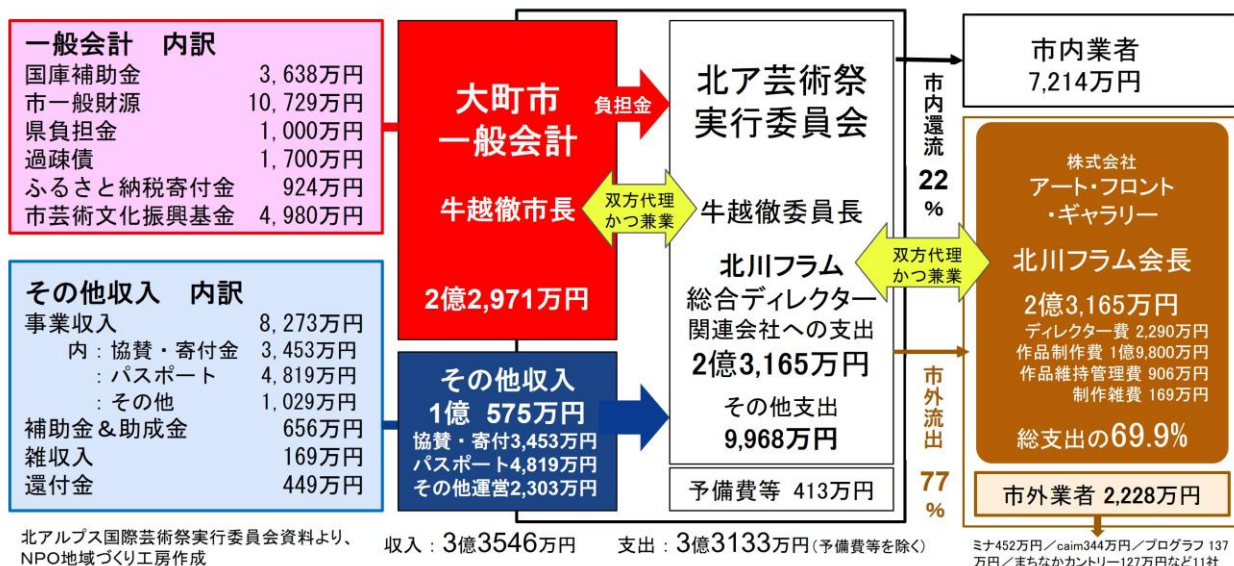 一般会計　内訳
国庫補助金 3,638万円
市一般財源 10,729万円
県負担金 1,000万円
過疎債 1,700万円
ふるさと納税寄付金 924万円
市芸術文化振興基金 4,980万円
その他収入　内訳
事業収入 8,273万円
内：協賛・寄付金 3,453万円
：パスポート 4,819万円
：その他 1,029万円
補助金＆助成金 656万円
雑収入 169万円
還付金 449万円
北アルプス国際芸術祭実行委員会資料より、
NPO地域づくり工房作成
大町市
一般会計
牛越徹市長
2億2,971万円
負担金
双方代理
かつ兼業
その他収入
1億 575万円
協賛・寄付3,453万円
パスポート4,819万円
その他運営2,303万円
収入：3億3546万円
北ア芸術祭
実行委員会
牛越徹委員長
北川フラム
総合ディレクター
関連会社への支出
2億3,165万円
その他支出
9,968万円
予備費等 413万円
支出：3億3133万円(予備費等を除く)
双方代理
かつ兼業
市内還流
22
%
市外流出
77
%
市内業者
7,214万円
株式会社
アート・フロント
・ギャラリー
北川フラム会長
2億3,165万円
ディレクター費 2,290万円
作品制作費 1億9,800万円
作品維持管理費 906万円
制作雑費 169万円
総支出の69.9%
市外業者 2,228万円
ミナ452万円／caim344万円／プログラフ 137
万円／まちなかカントリー127万円など11社